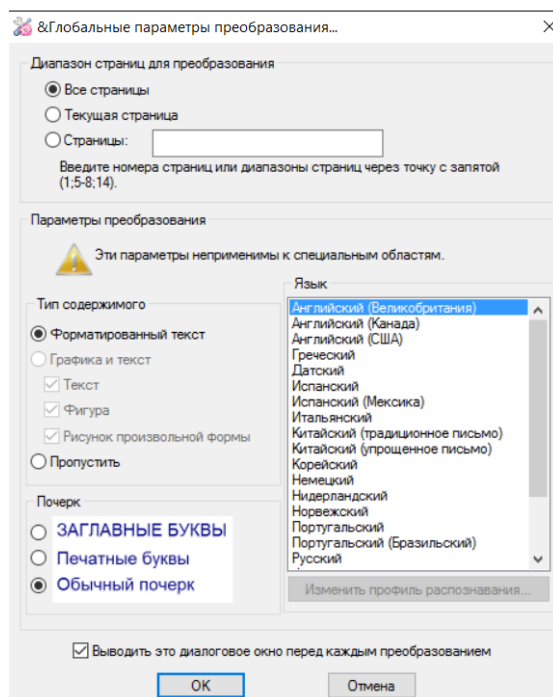 &Глобальные параметры преобразования...
Диапазон страниц для преобразования
Все страницы
Текущая страница
Страницы:
Введите номера страниц или диапазоны страниц через точку с запятой
(1;5-8;14).
Параметры преобразования
Эти параметры неприменимы к специальным областям.
Тип содержимого
Форматированный текст
Графика и текст
Текст
Фигура
Рисунок произвольной формы
Пропустить
Почерк
ЗАГЛАВНЫЕ БУКВЫ
Печатные буквы
Обычный почерк
Язык
Английский (Великобритания)
Английский (Канада)
Английский (США)
Греческий
Датский
Испанский
Испанский (Мексика)
Итальянский
Китайский (традиционное письмо)
Китайский (упрощенное письмо)
Корейский
Немецкий
Нидерландский
Норвежский
Португальский
Португальский (Бразильский)
Русский
Изменить профиль распознавания...
Выводить это диалоговое окно перед каждым преобразованием
OK
Отмена